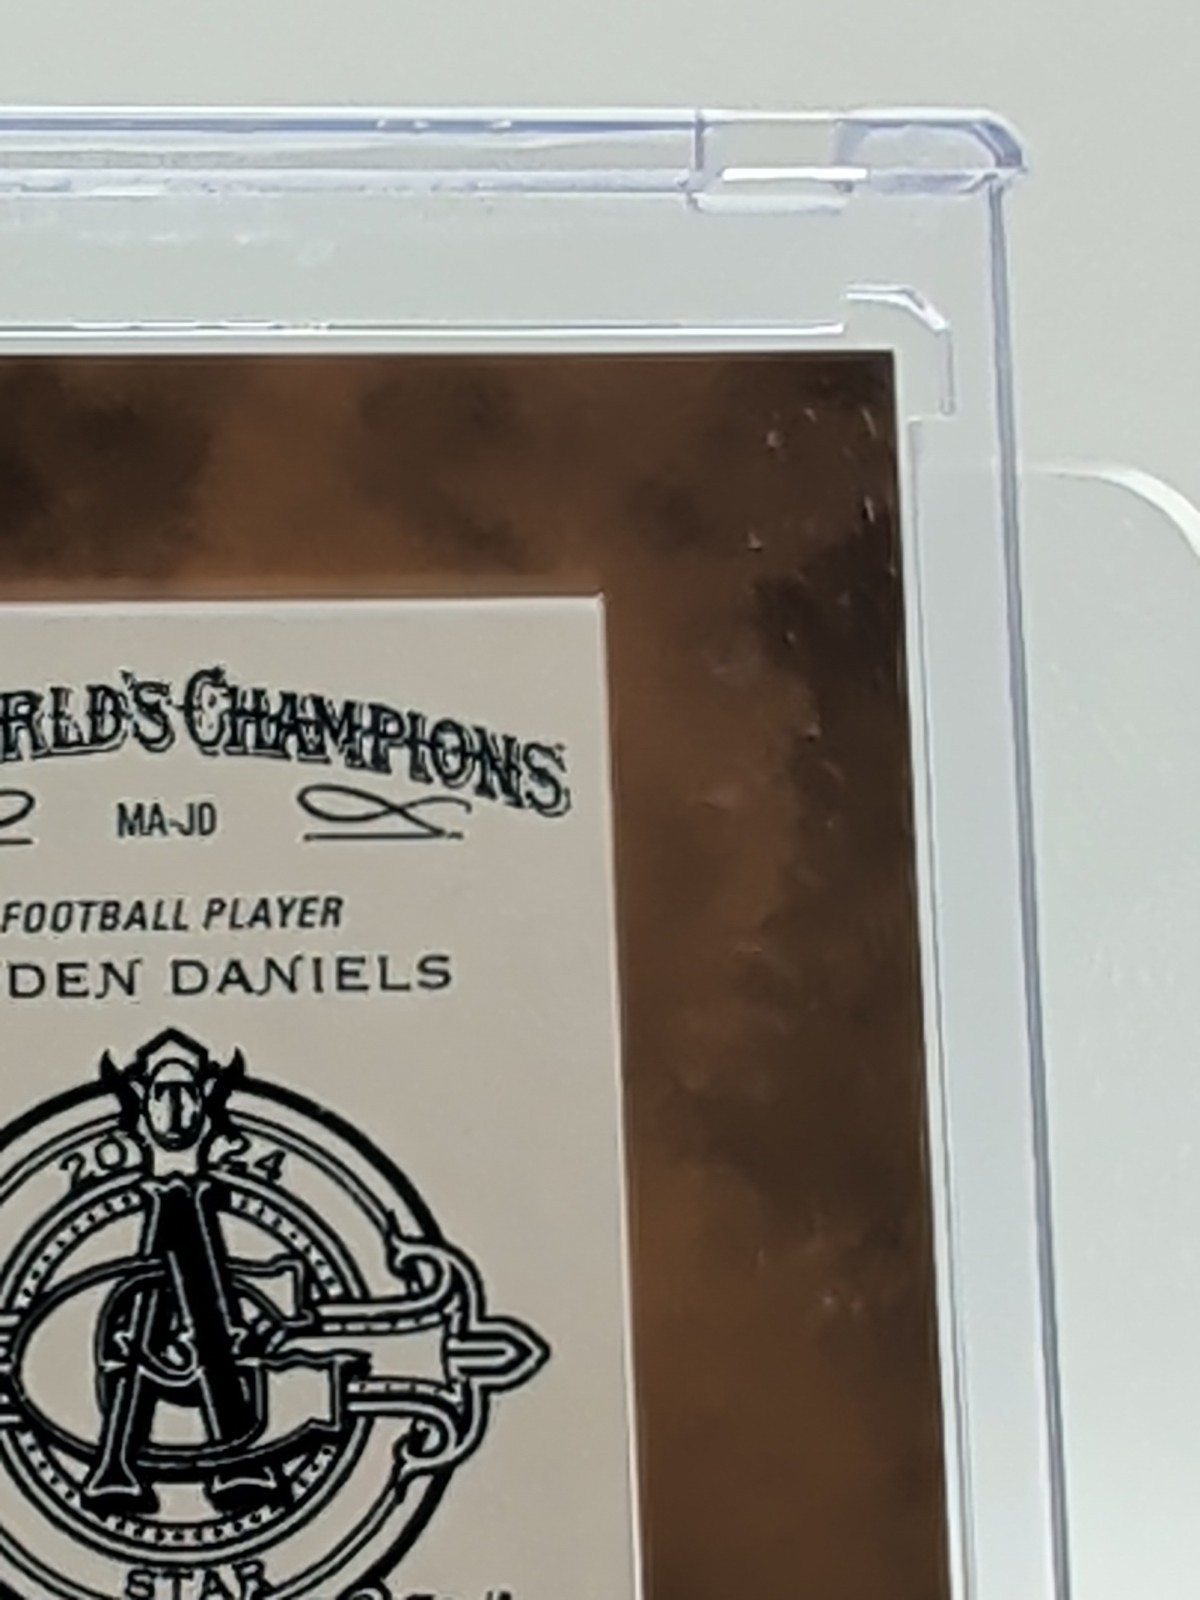 RLD'S CHAMPIONS
MA-JD
FOOTBALL PLAYER
DEN DANIELS
T
2024
STAR